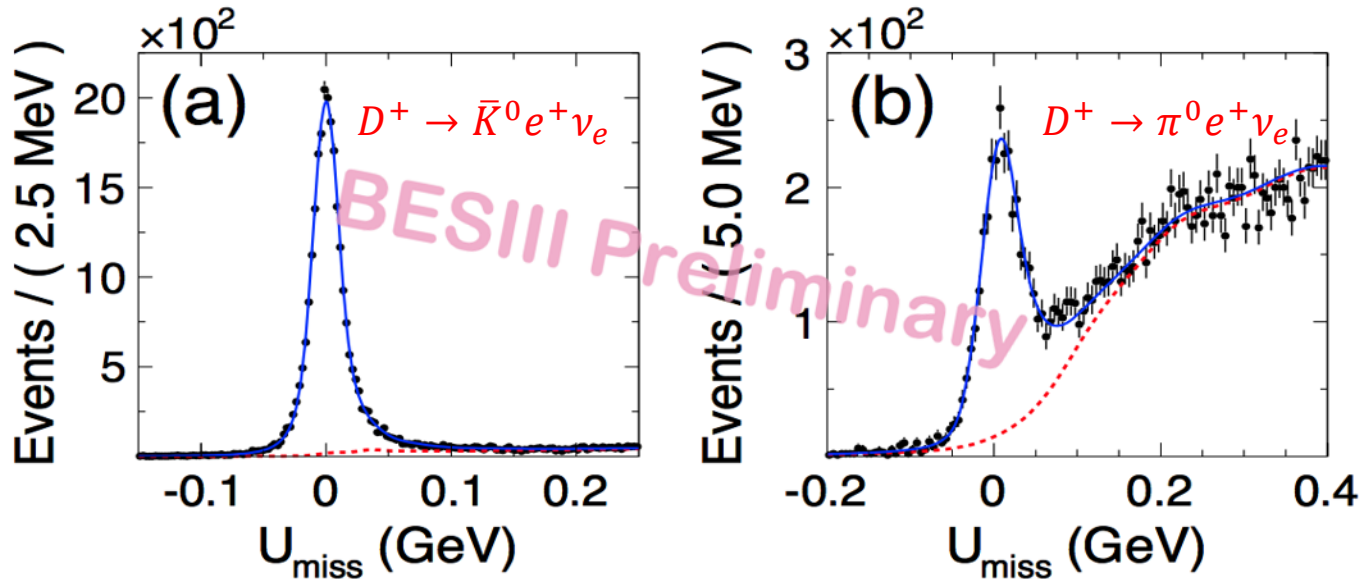 ×10²
(a)
D⁺ → K̄⁰e⁺νₑ
20
15
10
5
-0.1
0
0.1
0.2
Events / ( 2.5 MeV )
U_miss (GeV)
×10²
(b)
D⁺ → π⁰e⁺νₑ
3
2
1
-0.2
0
0.2
0.4
Events / ( 5.0 MeV )
U_miss (GeV)
BESIII Preliminary